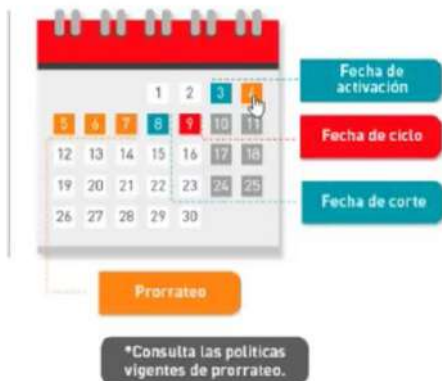 1 2 3 4
5 6 7 8 9 10 11
12 13 14 15 16 17 18
19 20 21 22 23 24 25
26 27 28 29 30
Fecha de
activación
Fecha de ciclo
Fecha de corte
Prorrateo
*Consulta las políticas
vigentes de prorrateo.